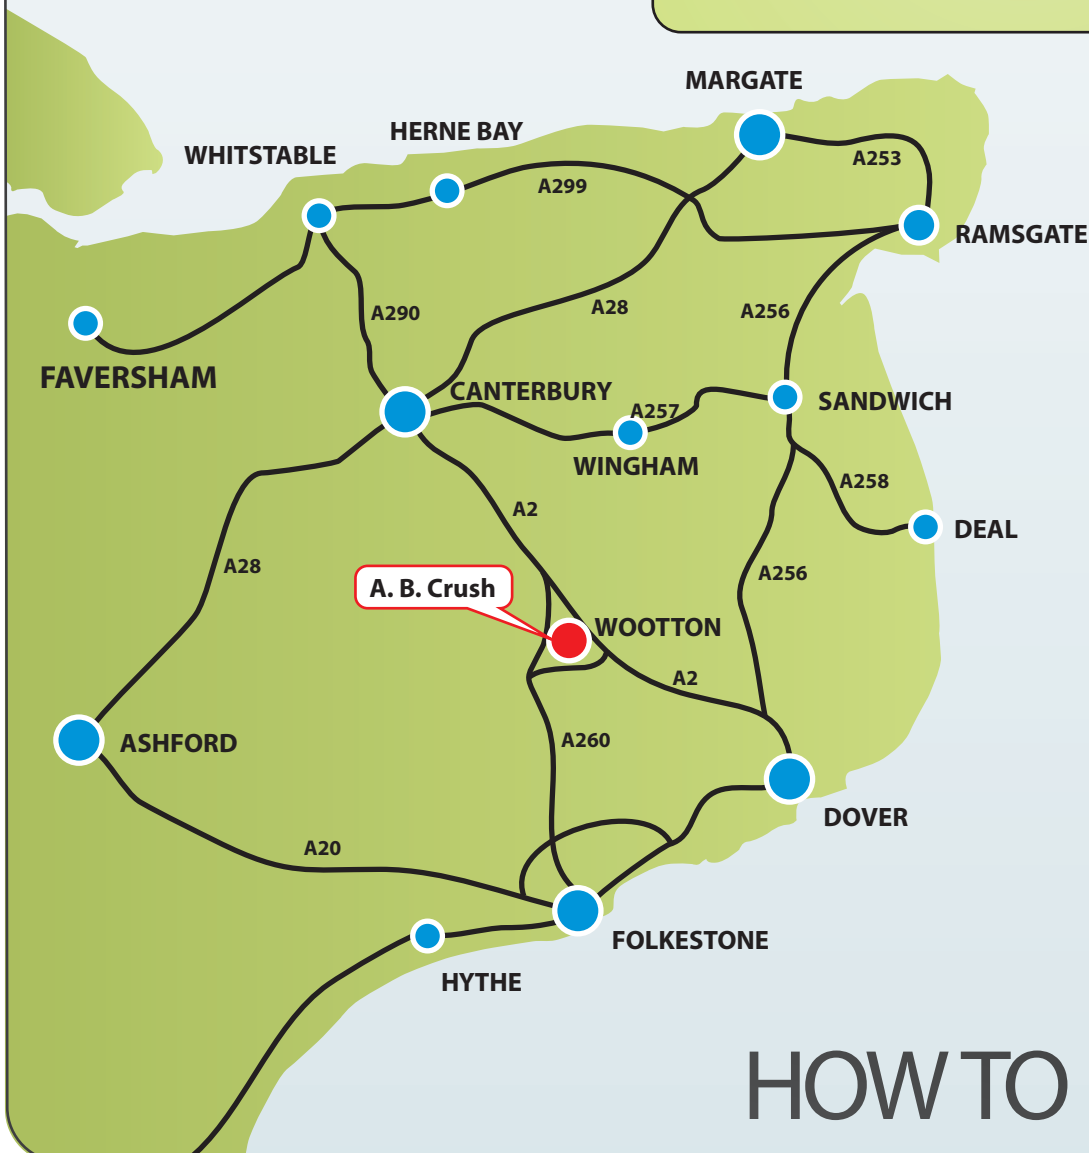 MARGATE
HERNE BAY
WHITSTABLE
A253
A299
RAMSGATE
A28
A256
A290
FAVERSHAM
CANTERBURY
SANDWICH
A257
WINGHAM
A258
A2
DEAL
A28
A256
A. B. Crush
WOOTTON
A2
ASHFORD
A260
DOVER
A20
FOLKESTONE
HYTHE
HOW TO